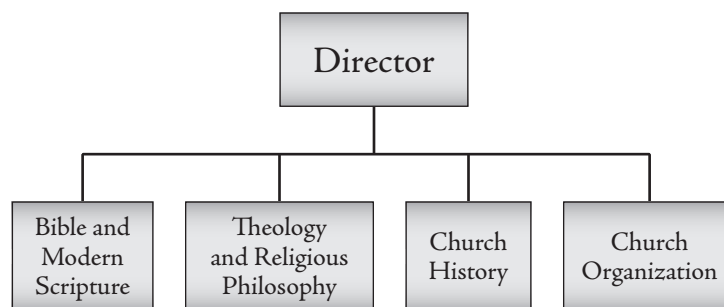 Director
Bible and
Modern
Scripture
Theology
and Religious
Philosophy
Church
History
Church
Organization